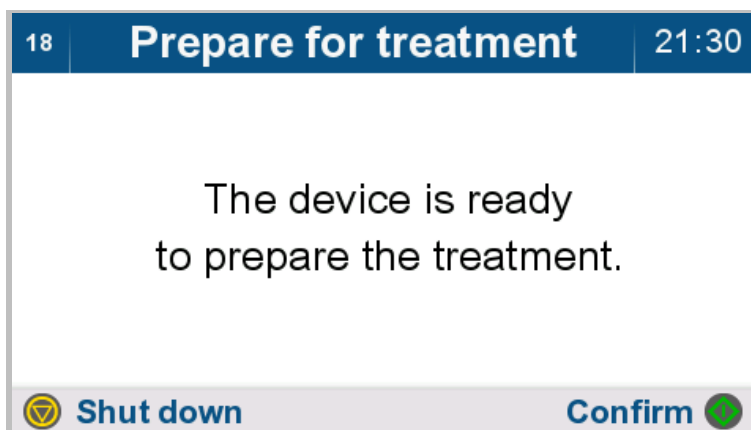 18 Prepare for treatment 21:30
The device is ready
to prepare the treatment.
Shut down Confirm